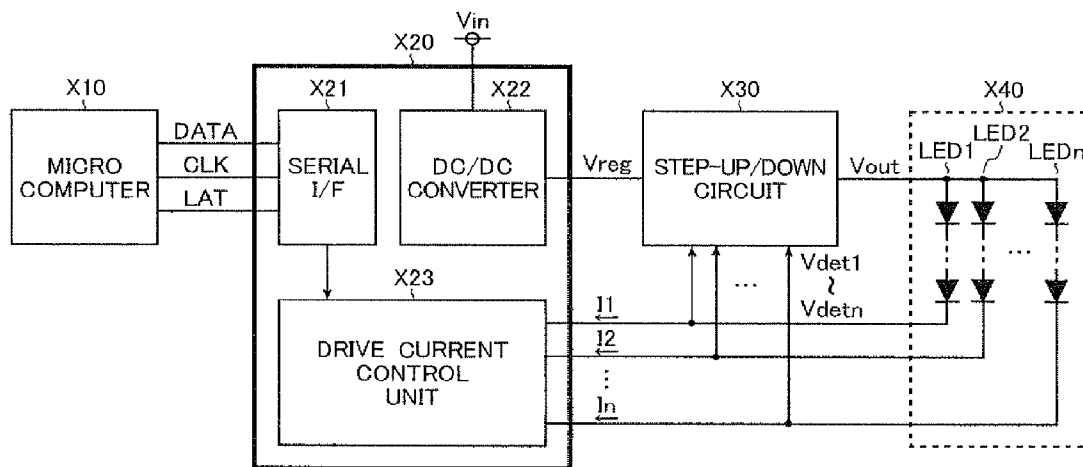 Vin
X20
X10
X21
X22
X30
X40
LED1
LED2
LEDn
MICRO
COMPUTER
DATA
CLK
LAT
SERIAL
I/F
DC/DC
CONVERTER
Vreg
STEP-UP/DOWN
CIRCUIT
Vout
...
X23
...
Vdet1
~
Vdetn
DRIVE CURRENT
CONTROL
UNIT
I1
I2
...
In